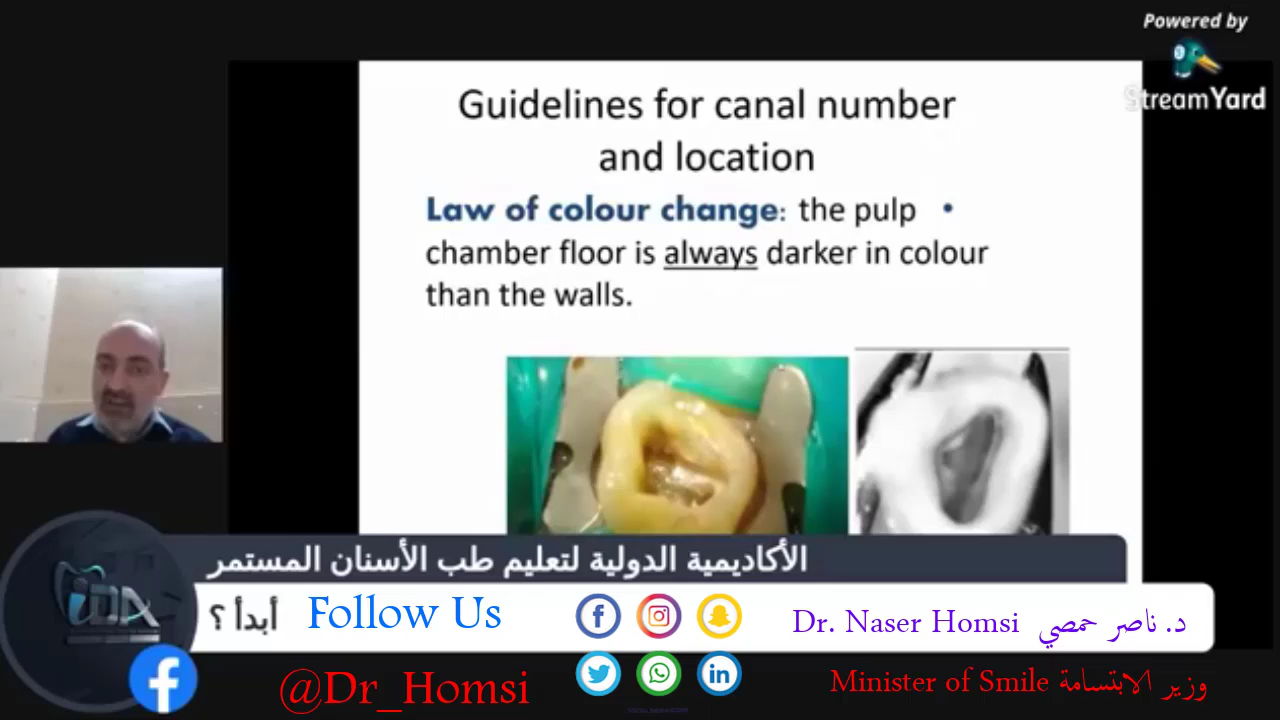 Powered by
StreamYard
Guidelines for canal number
and location
Law of colour change: the pulp •
chamber floor is always darker in colour
than the walls.
الأكاديمية الدولية لتعليم طب الأسنان المستمر
iDA
أبدأ ؟
Follow Us
Dr. Naser Homsi د. ناصر حمصي
@Dr_Homsi
Minister of Smile وزير الابتسامة